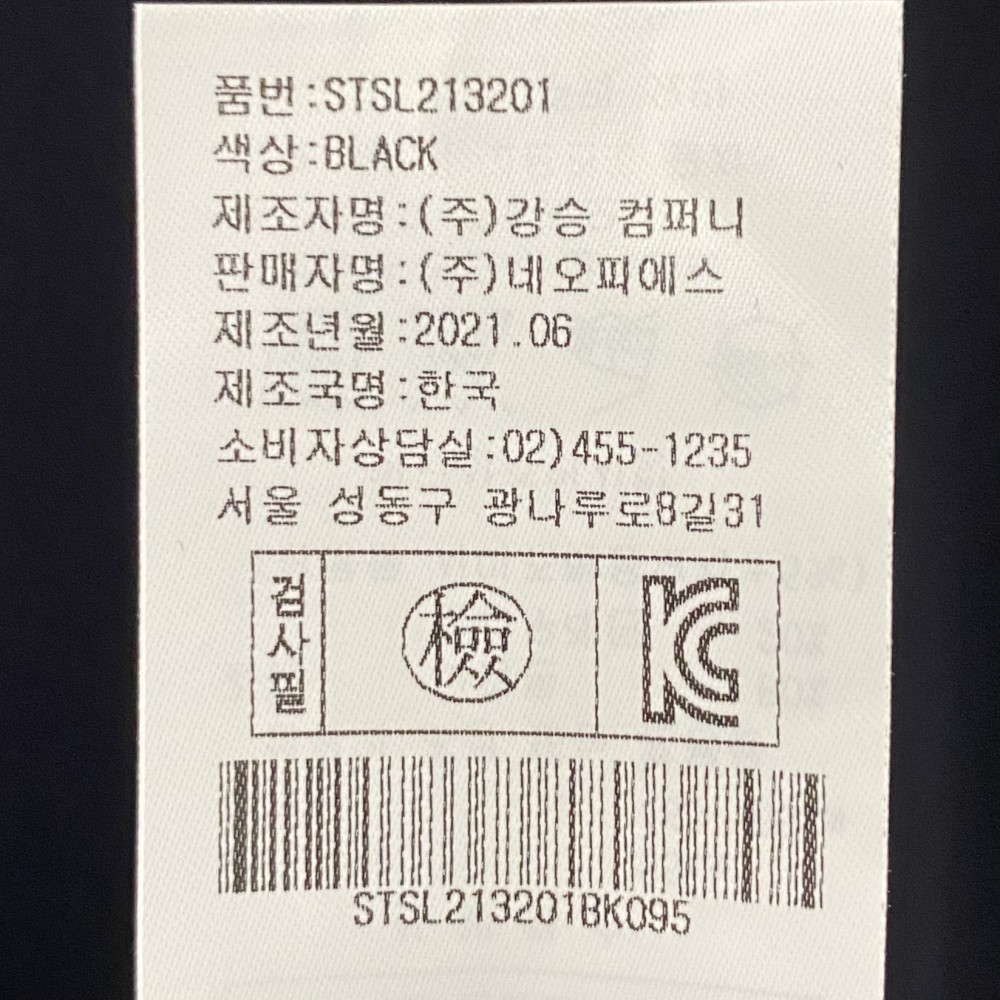 품번:STSL213201
색상:BLACK
제조자명:(주)강승 컴퍼니
판매자명:(주)네오피에스
제조년월:2021.06
제조국명:한국
소비자상담실:02)455-1235
서울 성동구 광나루로8길31
검사필
檢
KC
STSL213201BK095